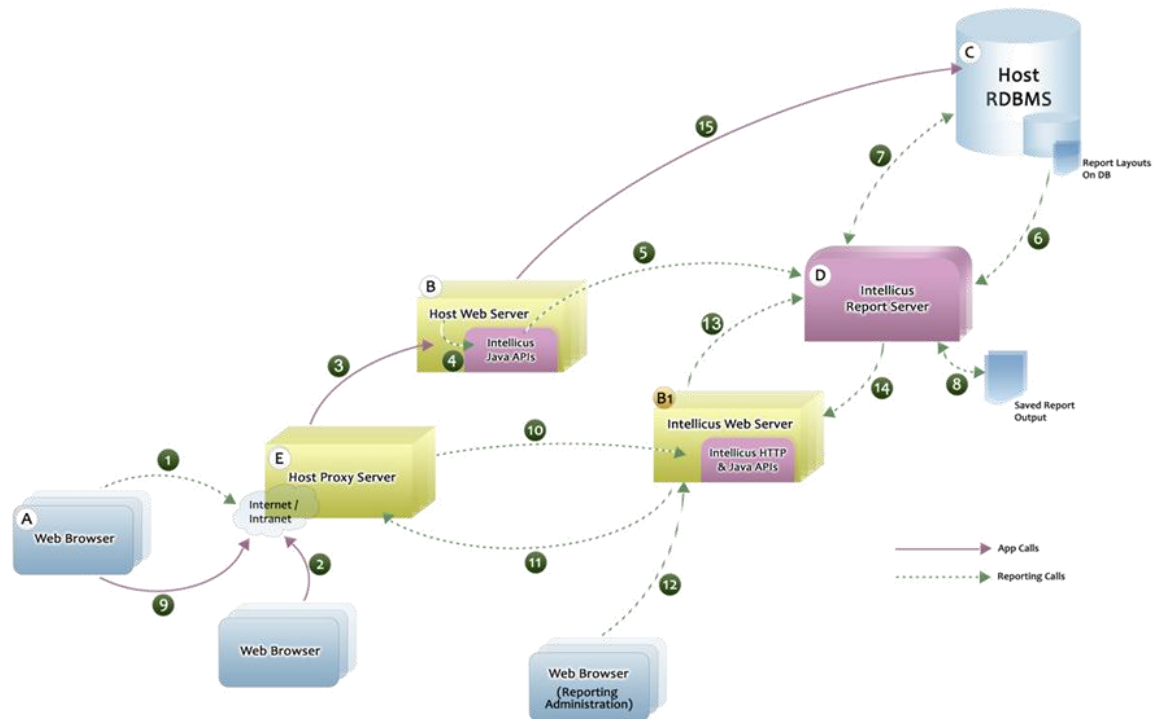 C
Host
RDBMS
15
7
Report Layouts
On DB
6
5
B
D
Host Web Server
Intellicus
Report Server
Intellicus
Java APIs
4
13
3
14
8
B1
Saved Report
Output
Intellicus Web Server
10
Intellicus HTTP
& Java APIs
1
E
Host Proxy Server
Internet /
Intranet
A
Web Browser
App Calls
2
11
Reporting Calls
12
9
Web Browser
Web Browser
(Reporting
Administration)